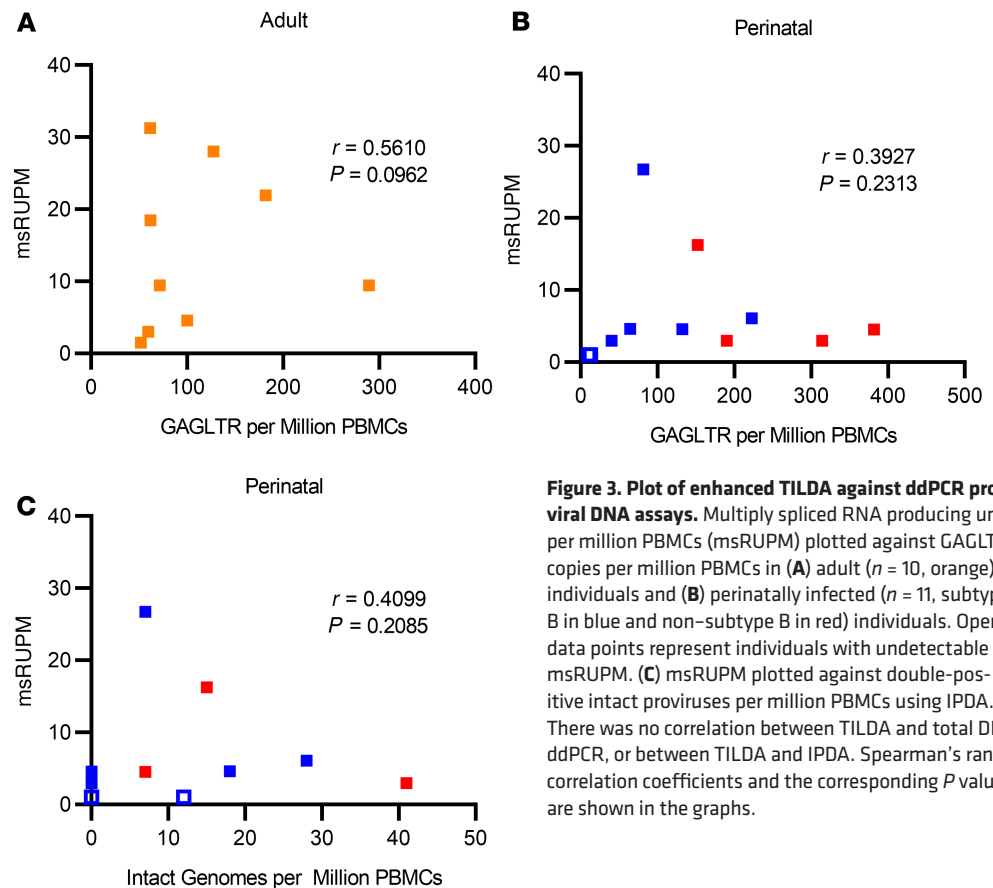 A
Adult
40
30
20
10
0
msRUPM
r = 0.5610
P = 0.0962
0 100 200 300 400
GAGLTR per Million PBMCs
B
Perinatal
40
30
20
10
0
msRUPM
r = 0.3927
P = 0.2313
0 100 200 300 400 500
GAGLTR per Million PBMCs
C
Perinatal
40
30
20
10
0
msRUPM
r = 0.4099
P = 0.2085
0 10 20 30 40 50
Intact Genomes per Million PBMCs
Figure 3. Plot of enhanced TILDA against ddPCR pro
viral DNA assays. Multiply spliced RNA producing un
per million PBMCs (msRUPM) plotted against GAGLT
copies per million PBMCs in (A) adult (n = 10, orange)
individuals and (B) perinatally infected (n = 11, subtyp
B in blue and non–subtype B in red) individuals. Open
data points represent individuals with undetectable
msRUPM. (C) msRUPM plotted against double-pos-
itive intact proviruses per million PBMCs using IPDA.
There was no correlation between TILDA and total D
ddPCR, or between TILDA and IPDA. Spearman's ran
correlation coefficients and the corresponding P valu
are shown in the graphs.